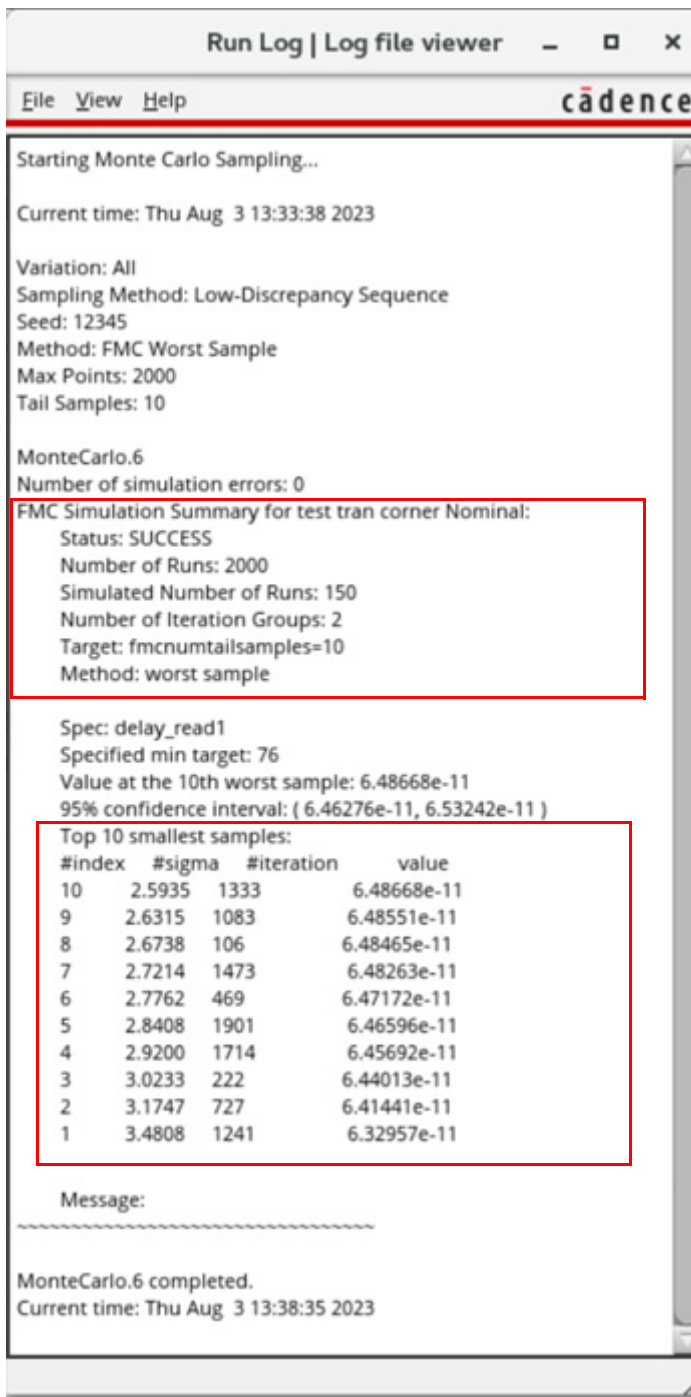 Run Log | Log file viewer
File View Help
cādence
Starting Monte Carlo Sampling...
Current time: Thu Aug  3 13:33:38 2023
Variation: All
Sampling Method: Low-Discrepancy Sequence
Seed: 12345
Method: FMC Worst Sample
Max Points: 2000
Tail Samples: 10
MonteCarlo.6
Number of simulation errors: 0
FMC Simulation Summary for test tran corner Nominal:
Status: SUCCESS
Number of Runs: 2000
Simulated Number of Runs: 150
Number of Iteration Groups: 2
Target: fmcnumtailsamples=10
Method: worst sample
Spec: delay_read1
Specified min target: 76
Value at the 10th worst sample: 6.48668e-11
95% confidence interval: ( 6.46276e-11, 6.53242e-11 )
Top 10 smallest samples:
#index #sigma #iteration value
10 2.5935 1333 6.48668e-11
9 2.6315 1083 6.48551e-11
8 2.6738 106 6.48465e-11
7 2.7214 1473 6.48263e-11
6 2.7762 469 6.47172e-11
5 2.8408 1901 6.46596e-11
4 2.9200 1714 6.45692e-11
3 3.0233 222 6.44013e-11
2 3.1747 727 6.41441e-11
1 3.4808 1241 6.32957e-11
Message:
~~~~~~~~~~~~~~~~~~~~~~~~~~~~~~~~~
MonteCarlo.6 completed.
Current time: Thu Aug  3 13:38:35 2023